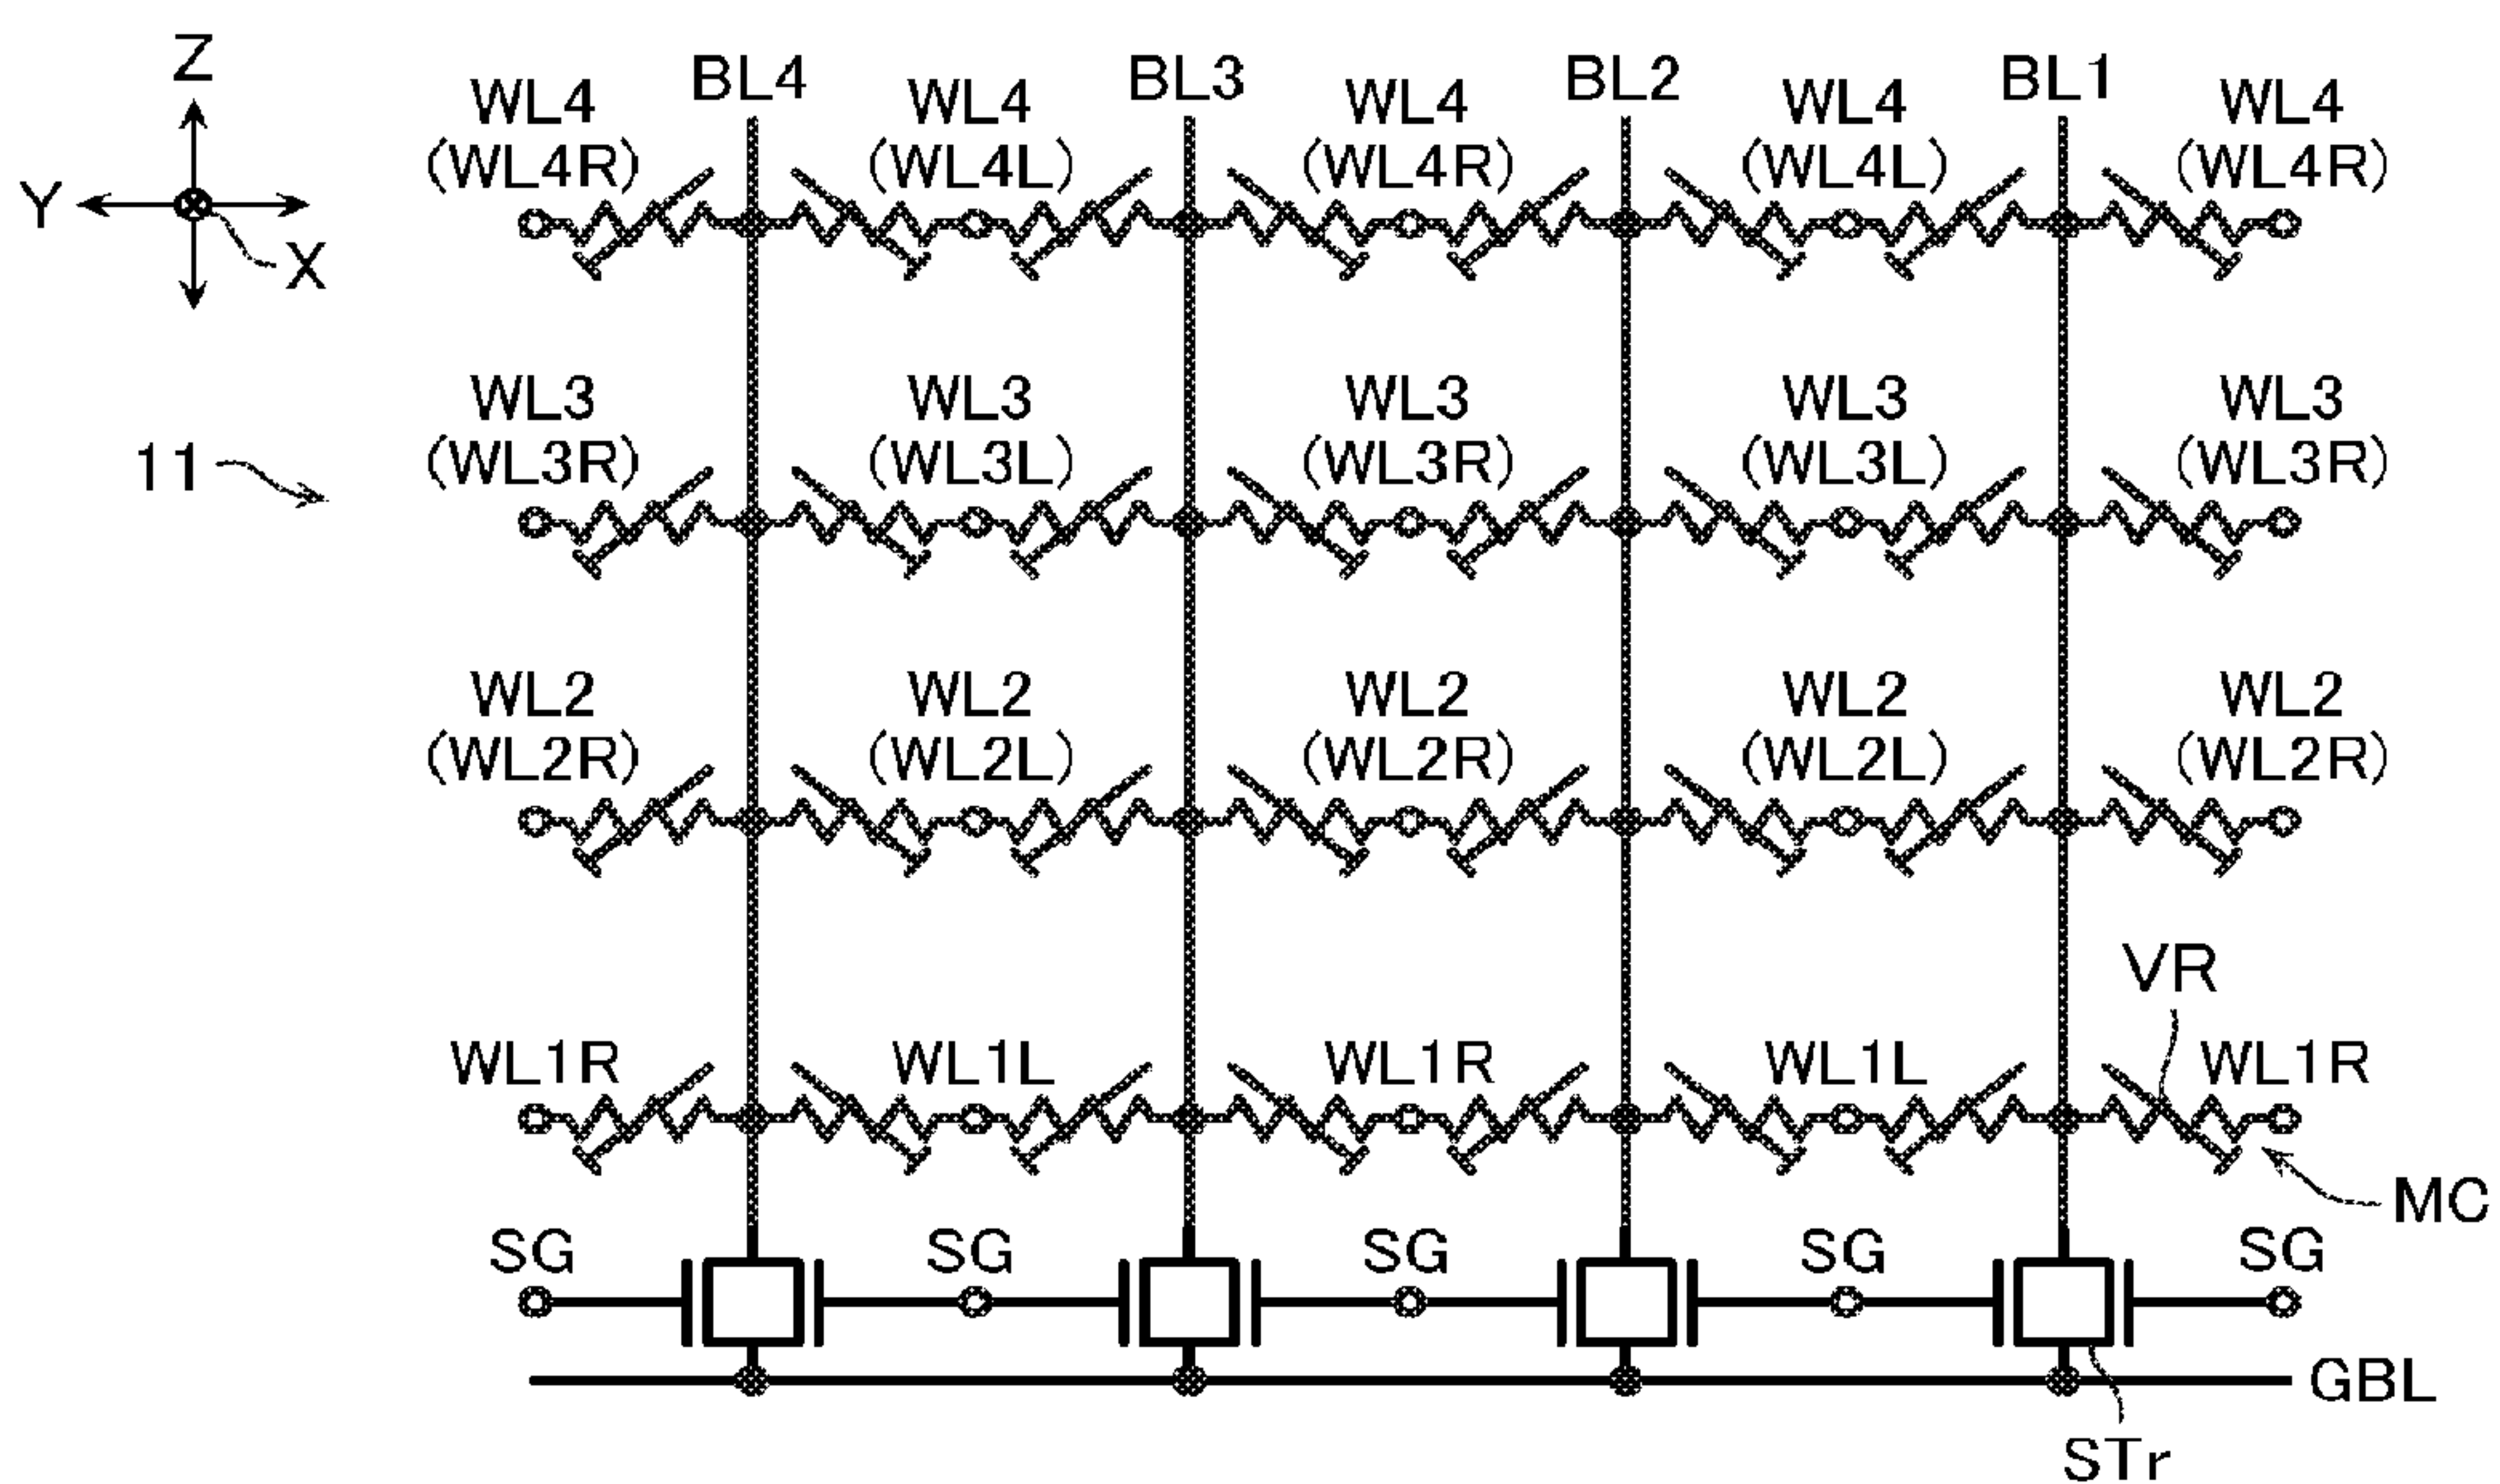 Z
Y
X
BL4 BL3 BL2 BL1
WL4 WL4 WL4 WL4 WL4
(WL4R) (WL4L) (WL4R) (WL4L) (WL4R)
11
WL3 WL3 WL3 WL3 WL3
(WL3R) (WL3L) (WL3R) (WL3L) (WL3R)
WL2 WL2 WL2 WL2 WL2
(WL2R) (WL2L) (WL2R) (WL2L) (WL2R)
VR
WL1R WL1L WL1R WL1L WL1R
MC
SG SG SG SG SG
GBL
STr